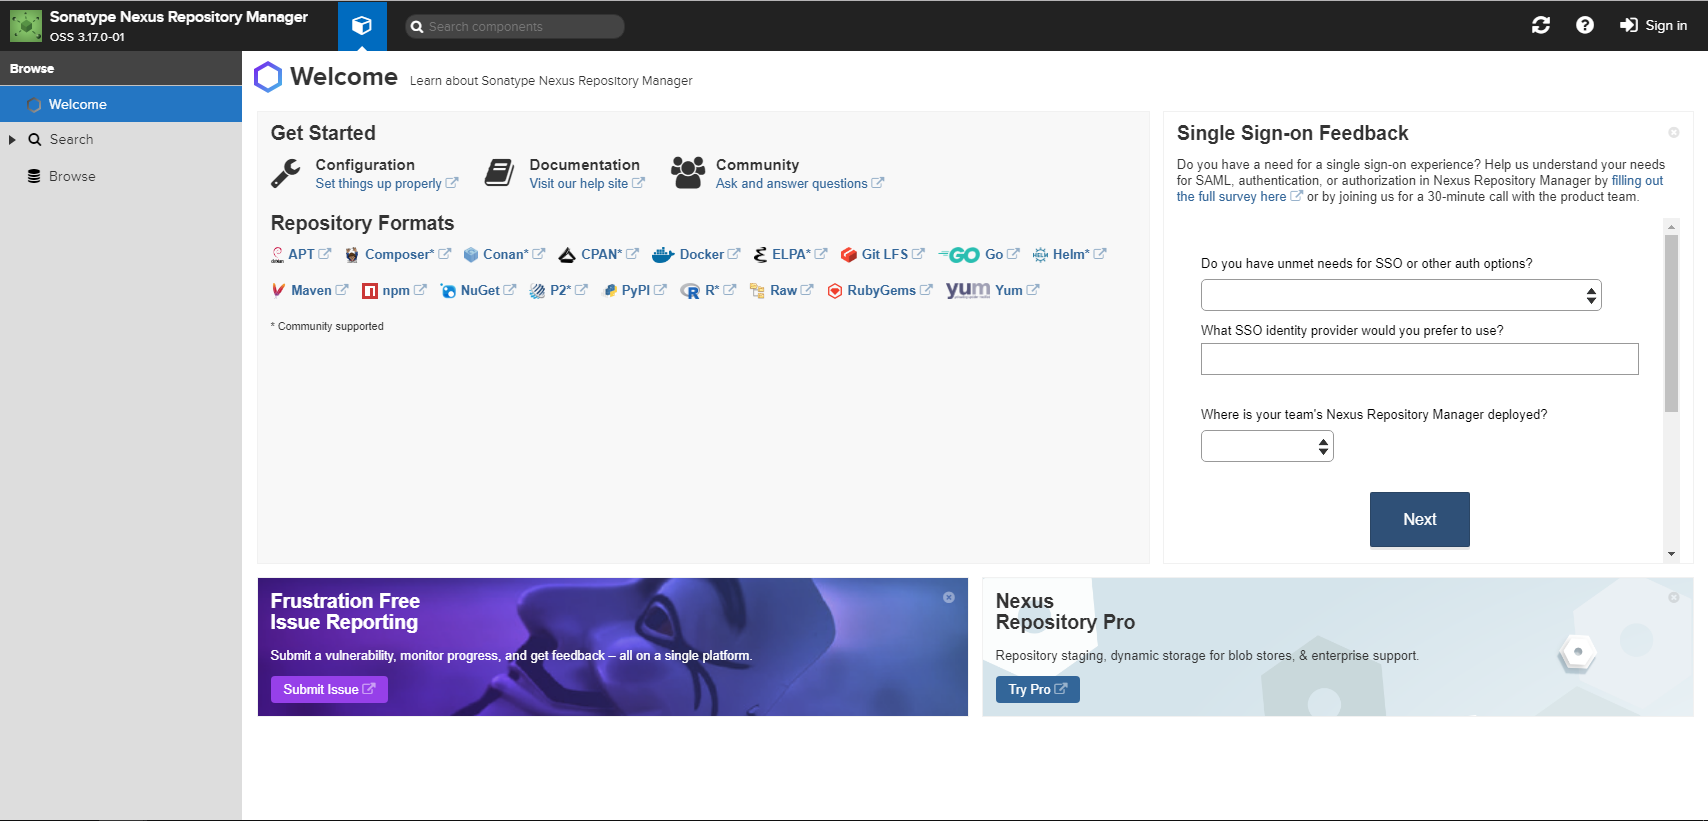 Sonatype Nexus Repository Manager
OSS 3.17.0-01
Search components
Sign in
Browse
Welcome
Search
Browse
Welcome Learn about Sonatype Nexus Repository Manager
Get Started
Configuration
Set things up properly
Documentation
Visit our help site
Community
Ask and answer questions
Repository Formats
APT Composer* Conan* CPAN* Docker ELPA* Git LFS GO Go HELM Helm*
Maven npm NuGet P2* PyPI R R* Raw RubyGems yum Yum
* Community supported
Single Sign-on Feedback
Do you have a need for a single sign-on experience? Help us understand your needs
for SAML, authentication, or authorization in Nexus Repository Manager by filling out
the full survey here or by joining us for a 30-minute call with the product team.
Do you have unmet needs for SSO or other auth options?
What SSO identity provider would you prefer to use?
Where is your team's Nexus Repository Manager deployed?
Next
Frustration Free
Issue Reporting
Submit a vulnerability, monitor progress, and get feedback – all on a single platform.
Submit Issue
Nexus
Repository Pro
Repository staging, dynamic storage for blob stores, & enterprise support.
Try Pro